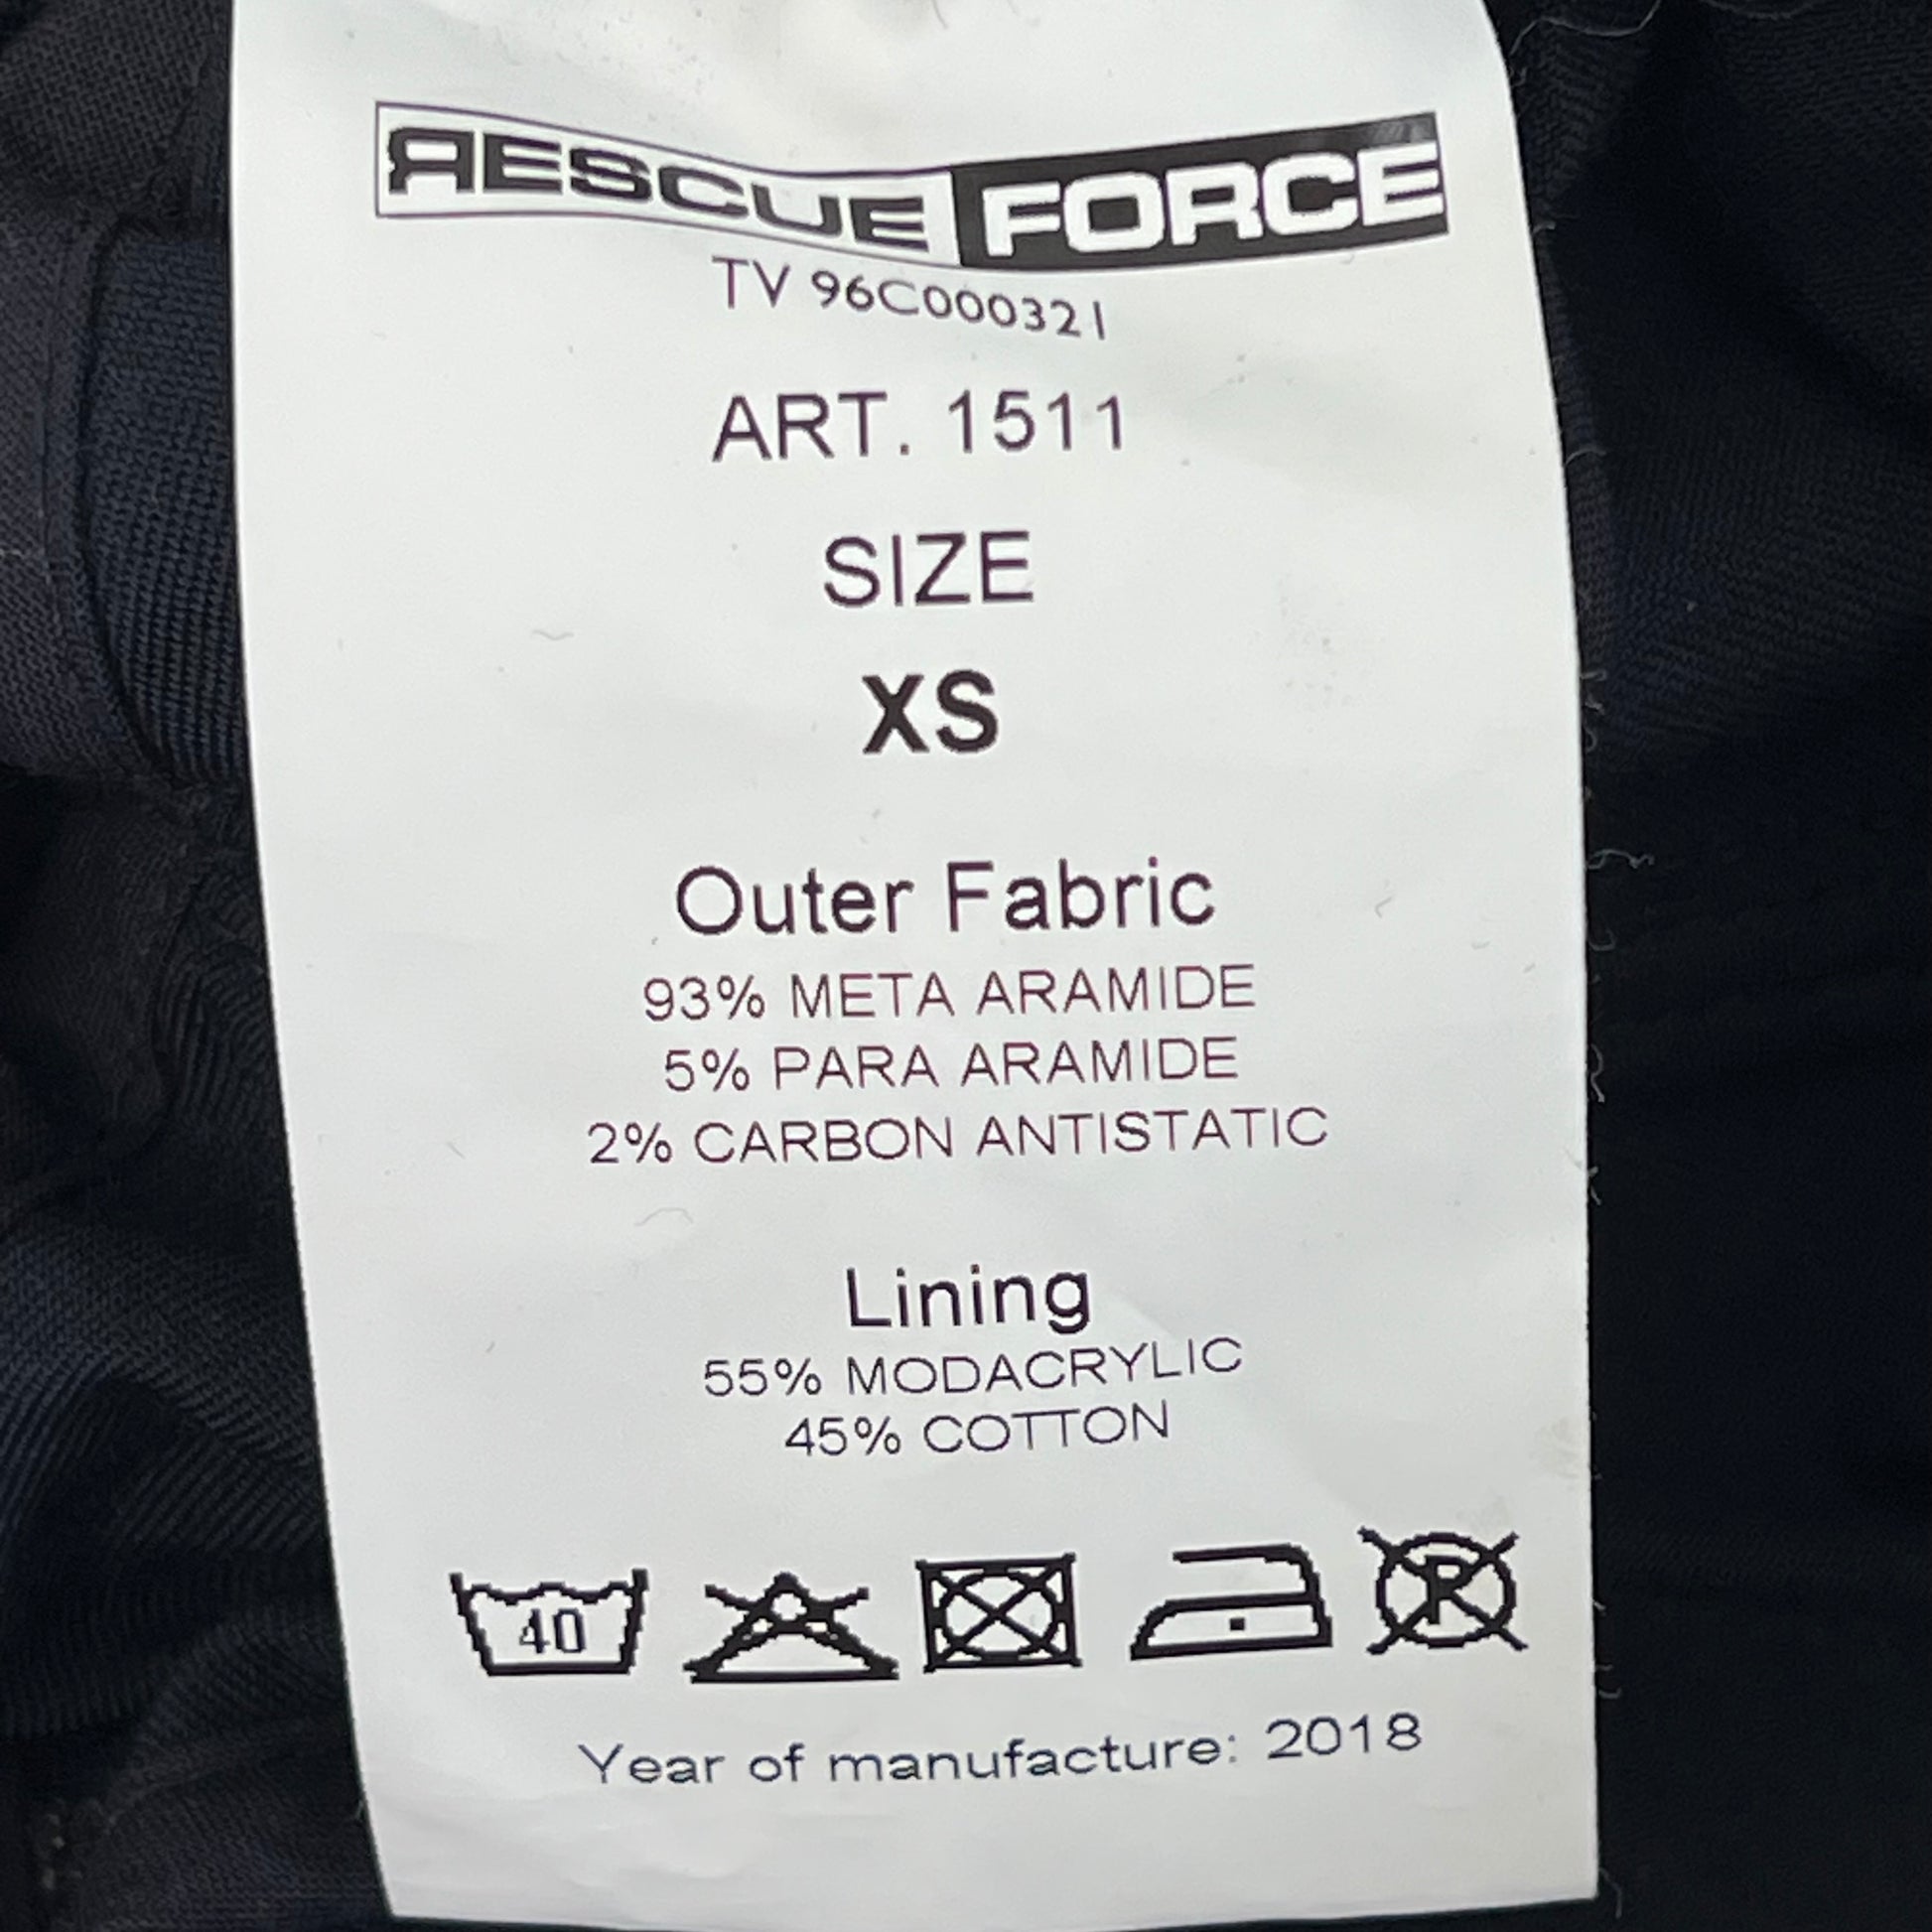 RESCUE FORCE
TV 96C000321
ART. 1511
SIZE
XS
Outer Fabric
93% META ARAMIDE
5% PARA ARAMIDE
2% CARBON ANTISTATIC
Lining
55% MODACRYLIC
45% COTTON
40 P
Year of manufacture: 2018